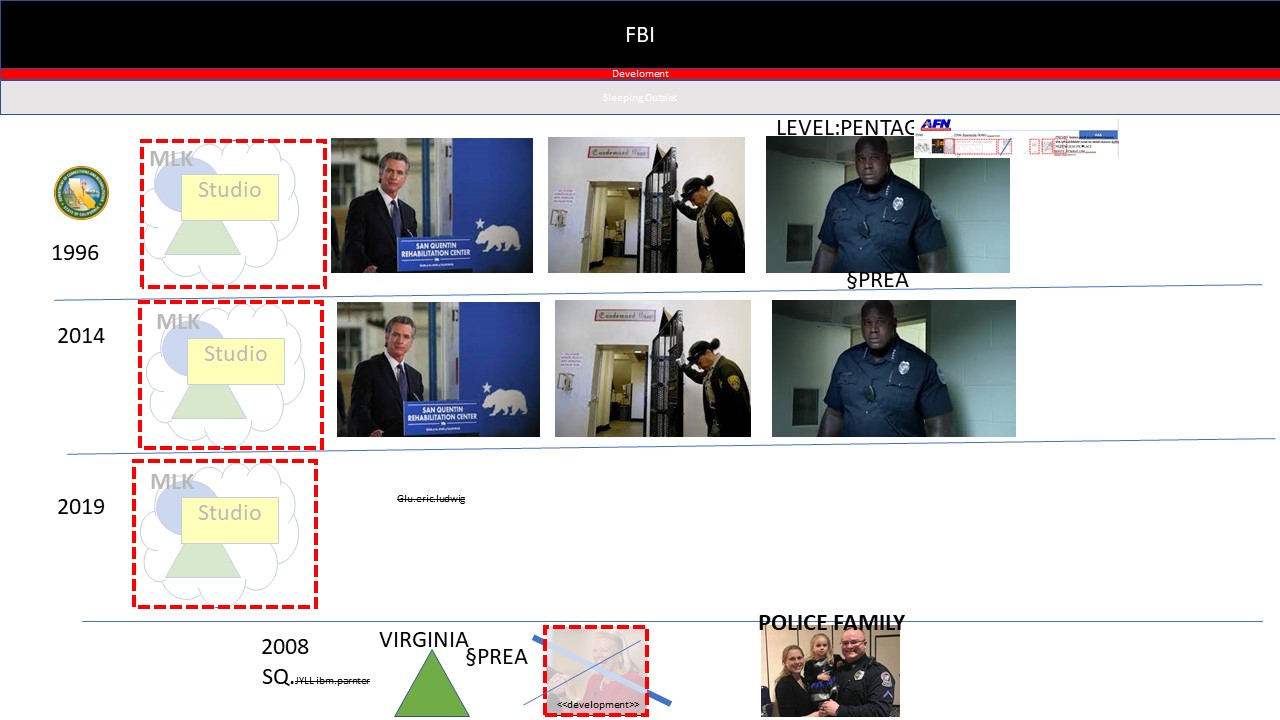 FBI
Develoment
Sleeping Outset
LEVEL:PENTAG
AFN
MLK
Studio
1996
SAN QUENTIN
REHABILITATION CENTER
Condemned Row
§PREA
2014
MLK
Studio
SAN QUENTIN
REHABILITATION CENTER
Condemned Row
2019
MLK
Studio
Glu.eric.ludwig
POLICE FAMILY
2008
SQ.JYLL ibm.parnter
VIRGINIA
§PREA
<<development>>